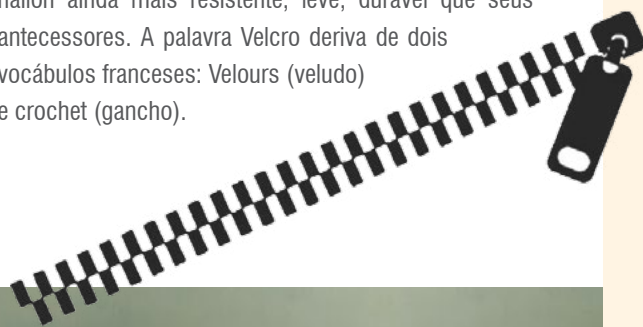 ainda mais resistente, leve, durável que seus
antecessores. A palavra Velcro deriva de dois
vocábulos franceses: Velours (veludo)
e crochet (gancho).